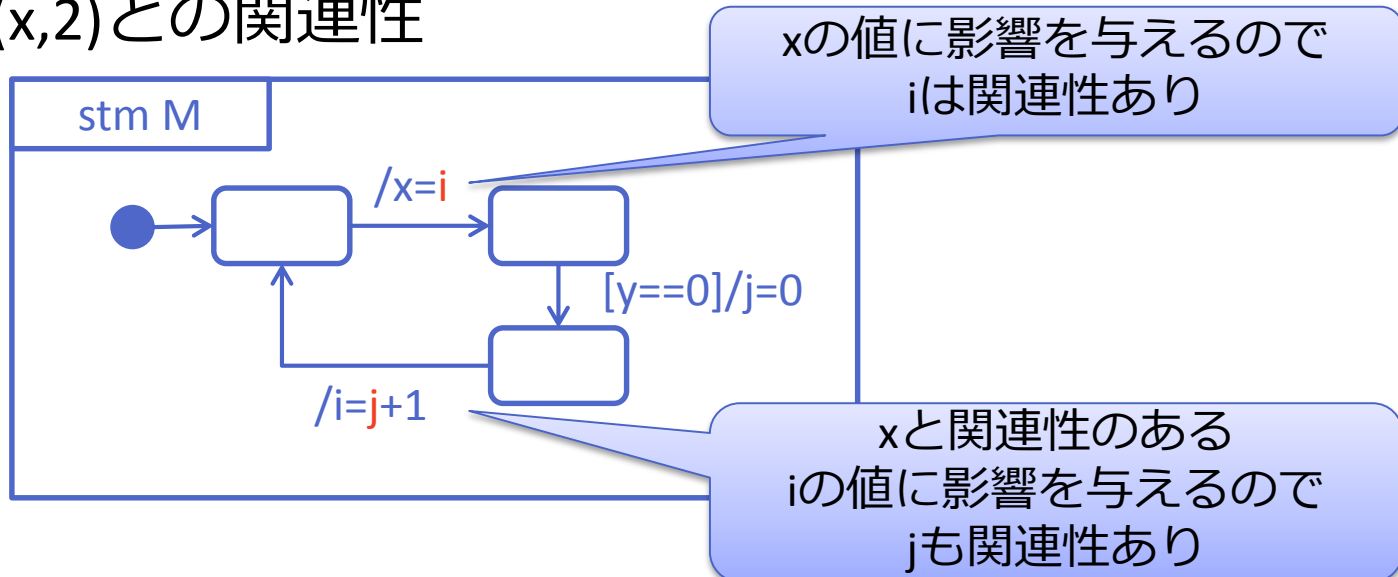 (x,2)との関連性
xの値に影響を与えるので
iは関連性あり
stm M
/x=i
[y==0]/j=0
/i=j+1
xと関連性のある
iの値に影響を与えるので
jも関連性あり